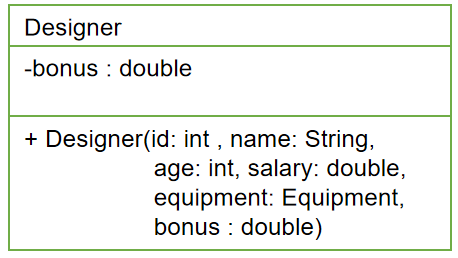 Designer
-bonus : double
+ Designer(id: int , name: String,
age: int, salary: double,
equipment: Equipment,
bonus : double)